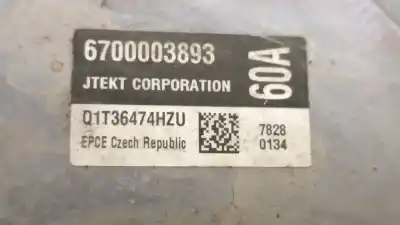 6700003893
JTEKT CORPORATION
60A
Q1T36474HZU
EPCE Czech Republic
7828
0134